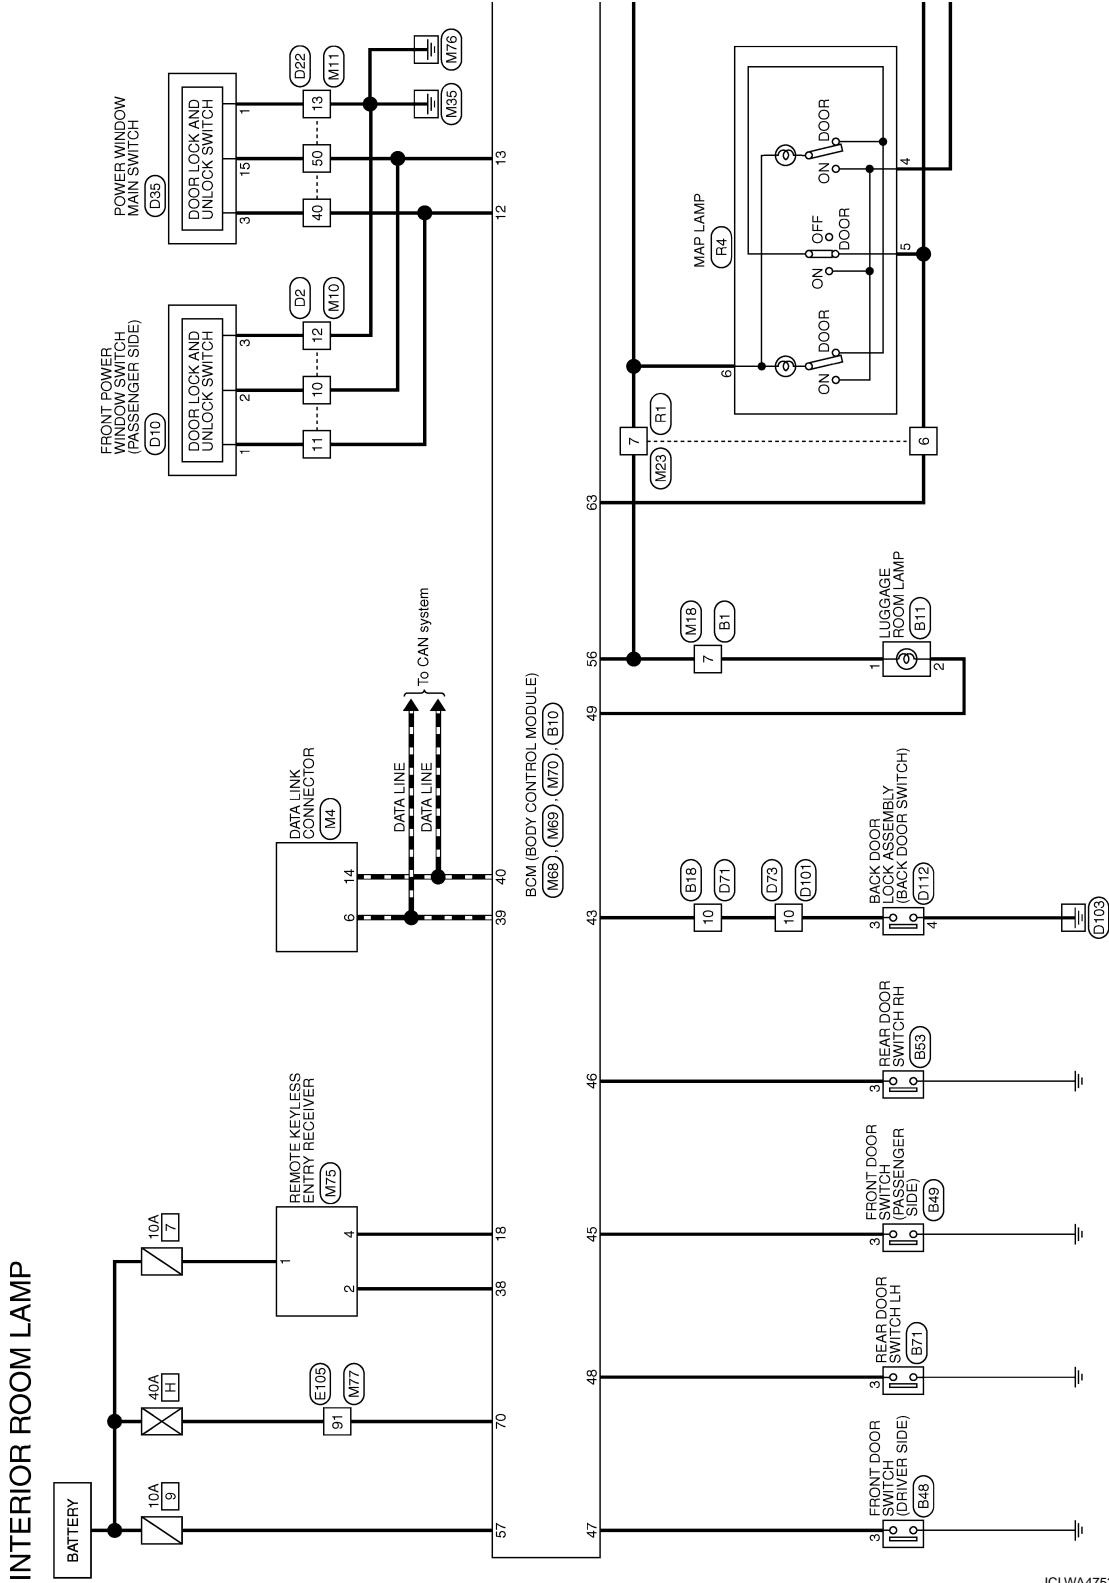 INTERIOR ROOM LAMP
BATTERY
10A
9
40A
H
10A
7
E105
M77
91
REMOTE KEYLESS
ENTRY RECEIVER
M75
1
2
4
57
70
38
18
DATA LINK
CONNECTOR
M4
6
14
DATA LINE
DATA LINE
To CAN system
39
40
FRONT POWER
WINDOW SWITCH
(PASSENGER SIDE)
D10
DOOR LOCK AND
UNLOCK SWITCH
1
2
3
11
10
12
D2
M10
POWER WINDOW
MAIN SWITCH
D35
DOOR LOCK AND
UNLOCK SWITCH
3
15
1
40
50
13
D22
M11
M35
M76
12
13
BCM (BODY CONTROL MODULE)
M68 , M69 , M70 , B10
47
48
45
46
43
49
56
63
FRONT DOOR
SWITCH
(DRIVER SIDE)
B48
3
REAR DOOR
SWITCH LH
B71
3
FRONT DOOR
SWITCH
(PASSENGER
SIDE)
B49
3
REAR DOOR
SWITCH RH
B53
3
B18
D71
10
D73
D101
10
BACK DOOR
LOCK ASSEMBLY
(BACK DOOR SWITCH)
D112
3
4
D103
M18
B1
7
LUGGAGE
ROOM LAMP
B11
1
2
M23
R1
7
6
MAP LAMP
R4
6
ON
DOOR
ON
OFF
DOOR
ON
DOOR
5
4